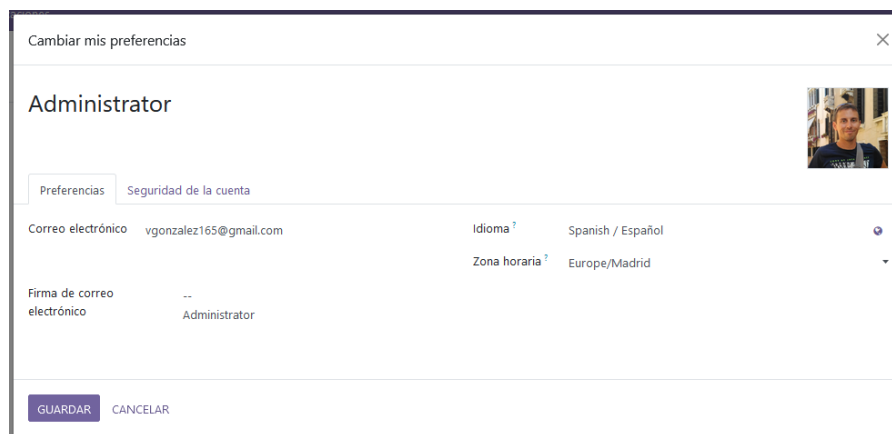 Cambiar mis preferencias
Administrator
Preferencias Seguridad de la cuenta
Correo electrónico vgonzalez165@gmail.com
Idioma ? Spanish / Español
Zona horaria ? Europe/Madrid
Firma de correo
electrónico
--
Administrator
GUARDAR CANCELAR